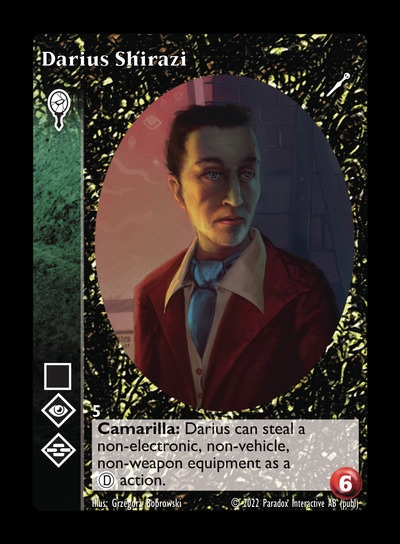 Darius Shirazi
5
Camarilla: Darius can steal a
non-electronic, non-vehicle,
non-weapon equipment as a
Ⓓ action.
6
Illus: Grzegorz Bobrowski
© 2022 Paradox Interactive AB (publ)